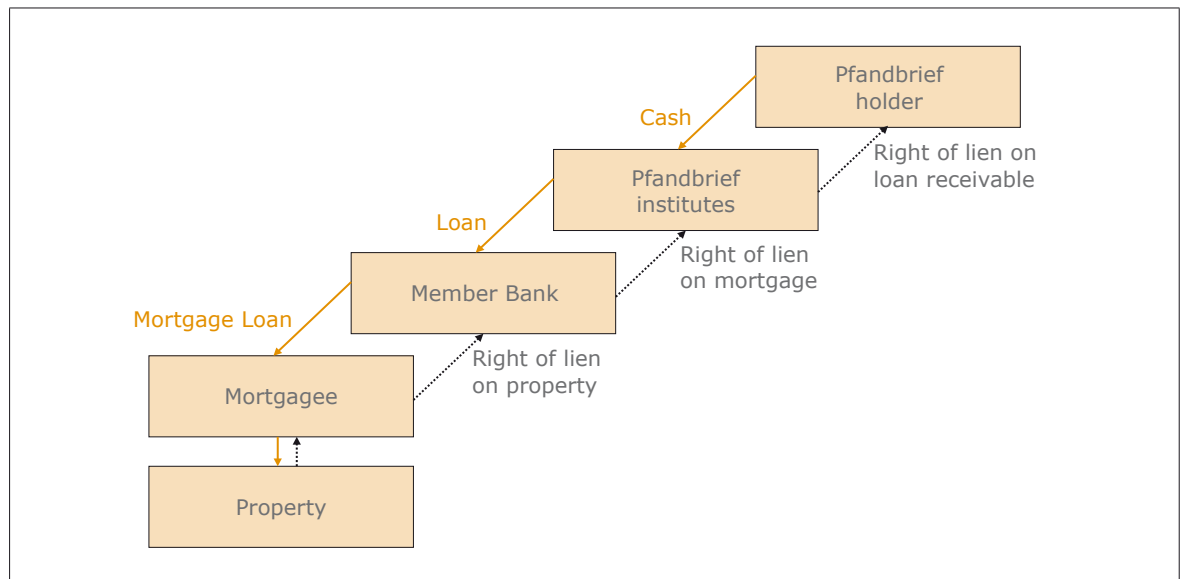 Pfandbrief
holder
Cash
Right of lien on
loan receivable
Pfandbrief
institutes
Loan
Right of lien
on mortgage
Member Bank
Mortgage Loan
Right of lien
on property
Mortgagee
Property